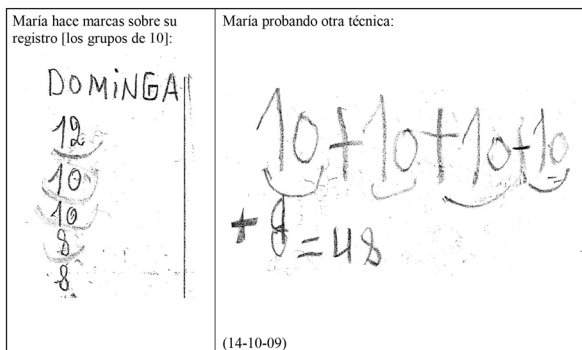 María hace marcas sobre su
registro [los grupos de 10]:
DOMiNGA
12
10
10
8
8
María probando otra técnica:
10+10+10+10
+8=48
(14-10-09)